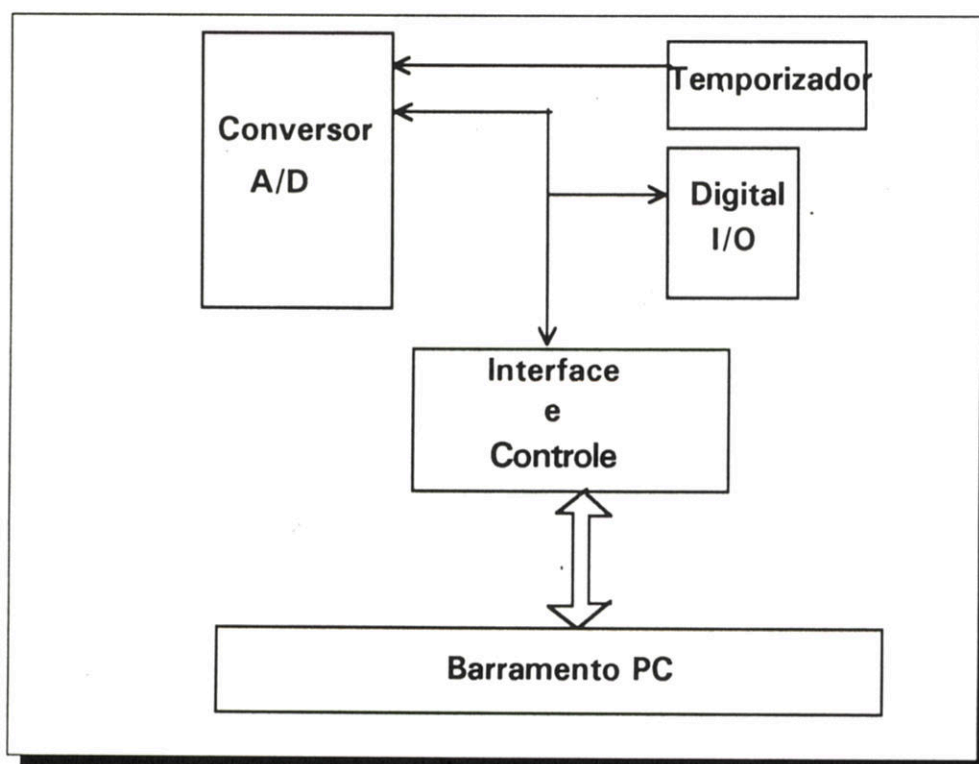 Temporizador
Conversor
A/D
Digital
I/O
Interface
e
Controle
Barramento PC